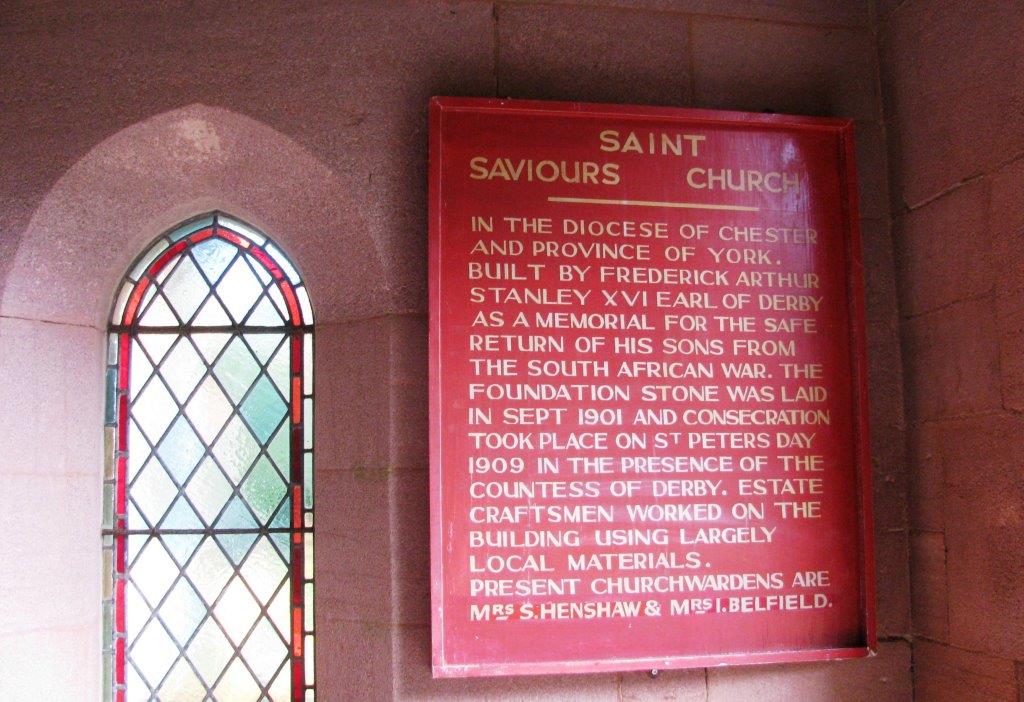 SAINT
SAVIOURS CHURCH
IN THE DIOCESE OF CHESTER
AND PROVINCE OF YORK.
BUILT BY FREDERICK ARTHUR
STANLEY XVI EARL OF DERBY
AS A MEMORIAL FOR THE SAFE
RETURN OF HIS SONS FROM
THE SOUTH AFRICAN WAR. THE
FOUNDATION STONE WAS LAID
IN SEPT 1901 AND CONSECRATION
TOOK PLACE ON ST PETERS DAY
1909 IN THE PRESENCE OF THE
COUNTESS OF DERBY. ESTATE
CRAFTSMEN WORKED ON THE
BUILDING USING LARGELY
LOCAL MATERIALS.
PRESENT CHURCHWARDENS ARE
MRS S.HENSHAW & MRS I.BELFIELD.